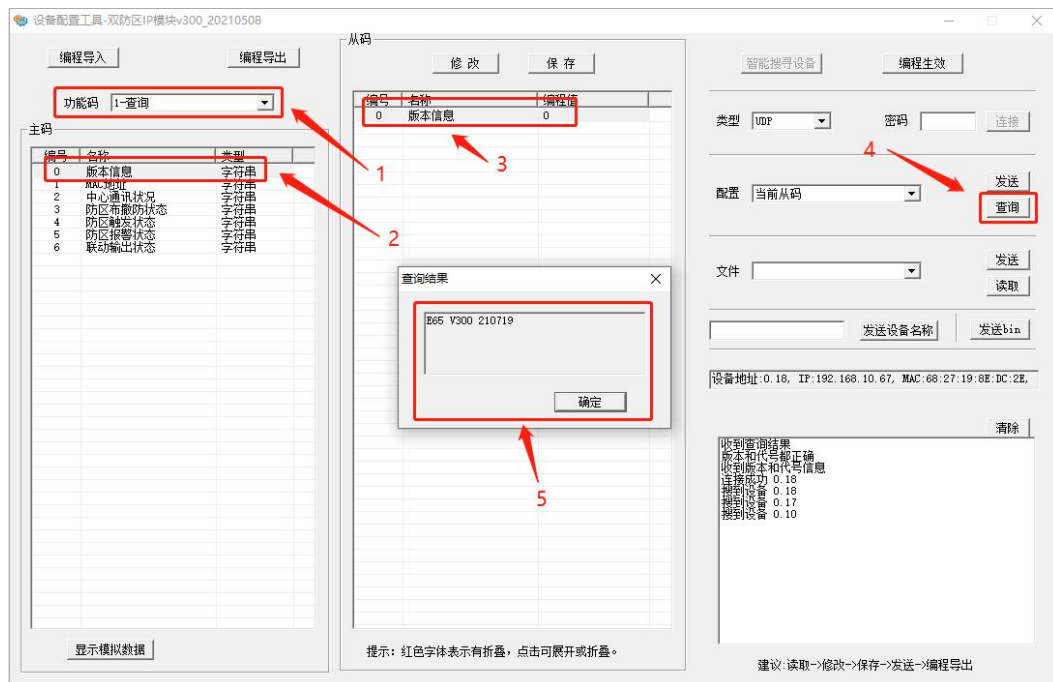 设备配置工具-双防区IP模块v300_20210508
编程导入
编程导出
功能码
1-查询
主码
编号 名称 类型
0 版本信息 字符串
1 MAC地址 字符串
2 中心通讯状况 字符串
3 防区布撤防状态 字符串
4 防区触发状态 字符串
5 防区报警状态 字符串
6 联动输出状态 字符串
显示模拟数据
1
2
从码
修改
保存
编号 名称 编程值
0 版本信息 0
3
查询结果
E65 V300 210719
确定
5
提示：红色字体表示有折叠，点击可展开或折叠。
智能搜寻设备
编程生效
类型 UDP 密码 连接
4
配置 当前从码 发送
查询
文件 发送
读取
发送设备名称 发送bin
设备地址:0.18, IP:192.168.10.67, MAC:68:27:19:8E:DC:2E,
清除
收到查询结果
版本和代号都正确
收到版本和代号信息
连接成功 0.18
搜到设备 0.18
搜到设备 0.17
搜到设备 0.10
建议:读取->修改->保存->发送->编程导出